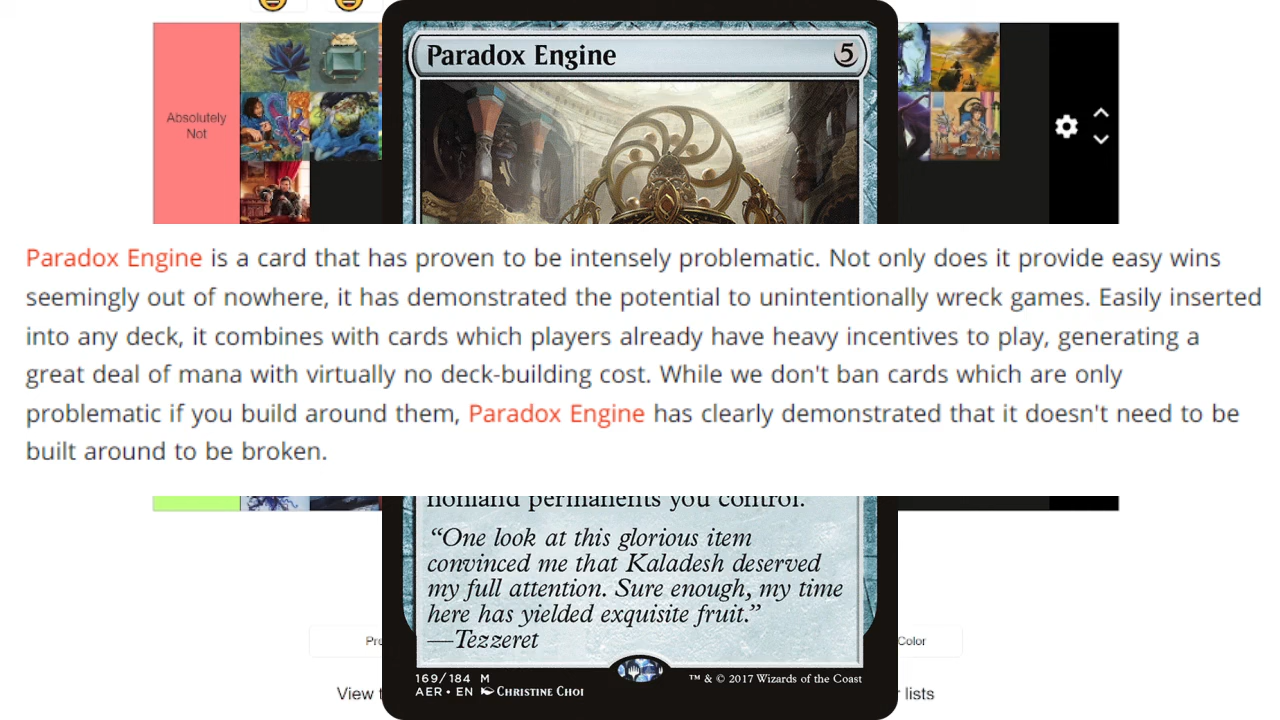 Paradox Engine 5
Absolutely
Not
Paradox Engine is a card that has proven to be intensely problematic. Not only does it provide easy wins
seemingly out of nowhere, it has demonstrated the potential to unintentionally wreck games. Easily inserted
into any deck, it combines with cards which players already have heavy incentives to play, generating a
great deal of mana with virtually no deck-building cost. While we don't ban cards which are only
problematic if you build around them, Paradox Engine has clearly demonstrated that it doesn't need to be
built around to be broken.
nonland permanents you control.
“One look at this glorious item
convinced me that Kaladesh deserved
my full attention. Sure enough, my time
here has yielded exquisite fruit.”
—Tezzeret
Pre
Color
169/184 M
AER • EN Christine Choi
™ & © 2017 Wizards of the Coast
View t
lists